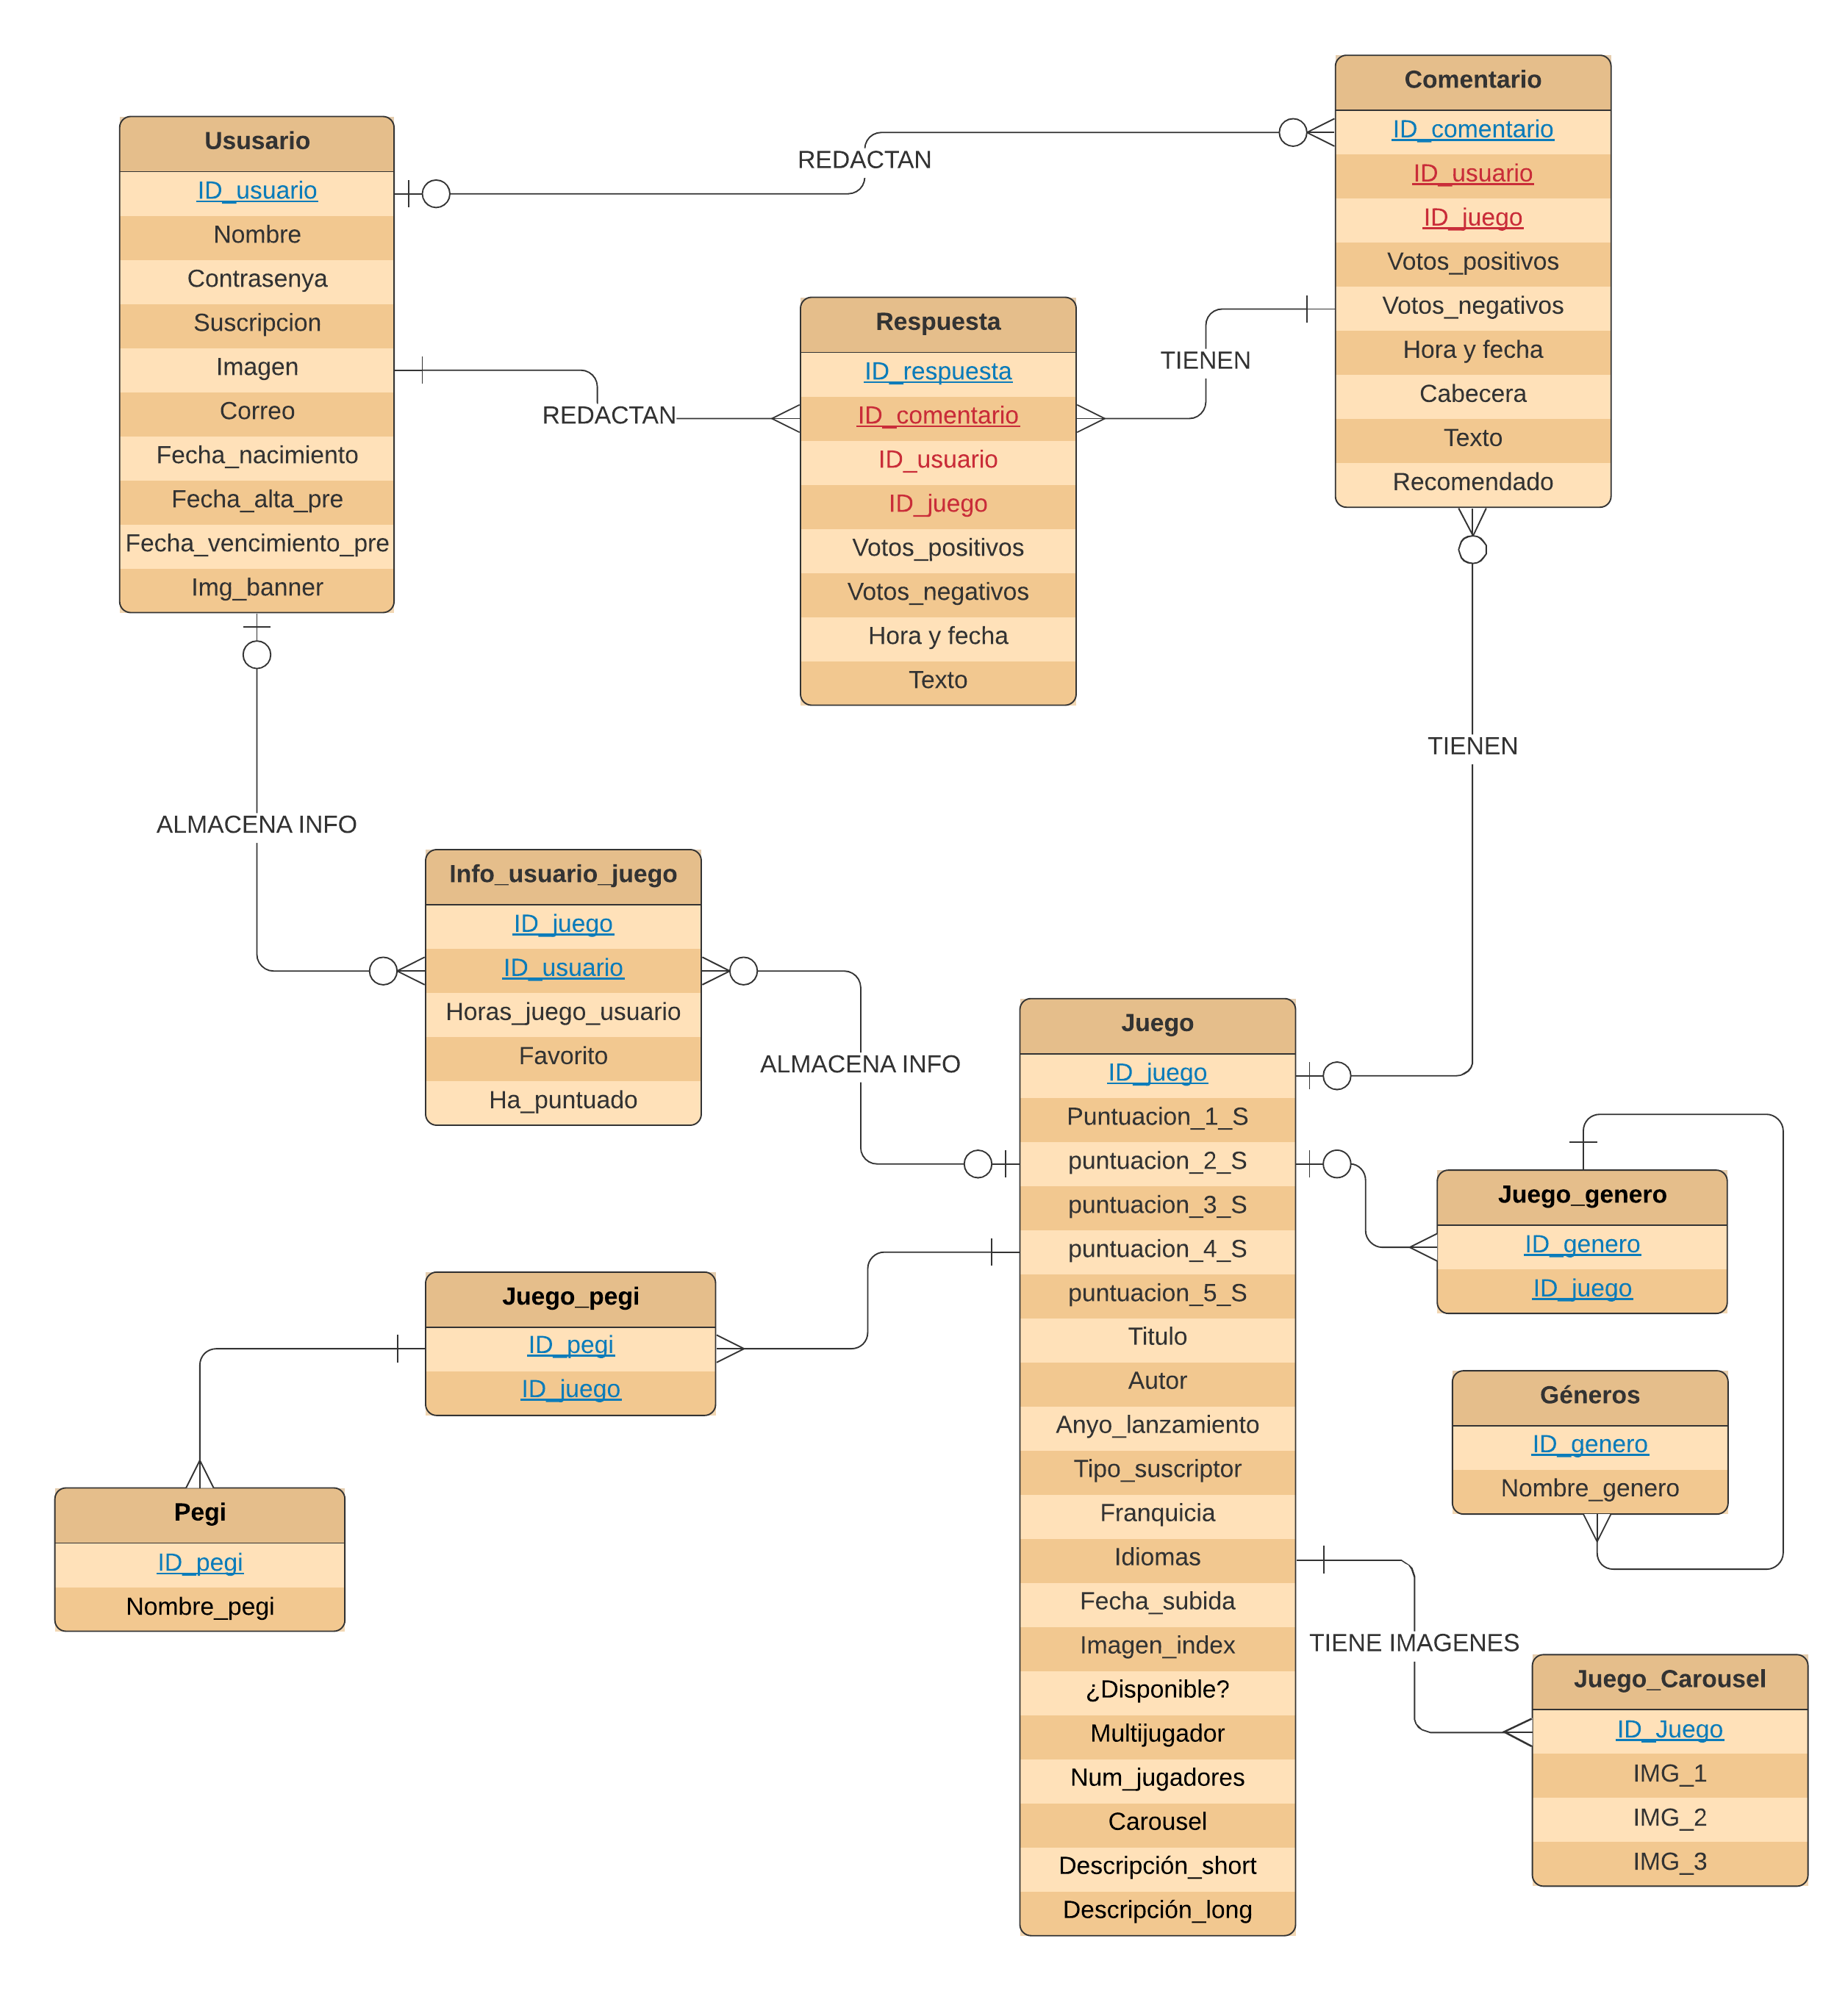 Ususario
ID_usuario
Nombre
Contrasenya
Suscripcion
Imagen
Correo
Fecha_nacimiento
Fecha_alta_pre
Fecha_vencimiento_pre
Img_banner
REDACTAN
Comentario
ID_comentario
ID_usuario
ID_juego
Votos_positivos
Votos_negativos
Hora y fecha
Cabecera
Texto
Recomendado
REDACTAN
Respuesta
ID_respuesta
ID_comentario
ID_usuario
ID_juego
Votos_positivos
Votos_negativos
Hora y fecha
Texto
TIENEN
TIENEN
ALMACENA INFO
Info_usuario_juego
ID_juego
ID_usuario
Horas_juego_usuario
Favorito
Ha_puntuado
ALMACENA INFO
Juego
ID_juego
Puntuacion_1_S
puntuacion_2_S
puntuacion_3_S
puntuacion_4_S
puntuacion_5_S
Titulo
Autor
Anyo_lanzamiento
Tipo_suscriptor
Franquicia
Idiomas
Fecha_subida
Imagen_index
¿Disponible?
Multijugador
Num_jugadores
Carousel
Descripción_short
Descripción_long
Juego_genero
ID_genero
ID_juego
Géneros
ID_genero
Nombre_genero
Juego_pegi
ID_pegi
ID_juego
Pegi
ID_pegi
Nombre_pegi
TIENE IMAGENES
Juego_Carousel
ID_Juego
IMG_1
IMG_2
IMG_3